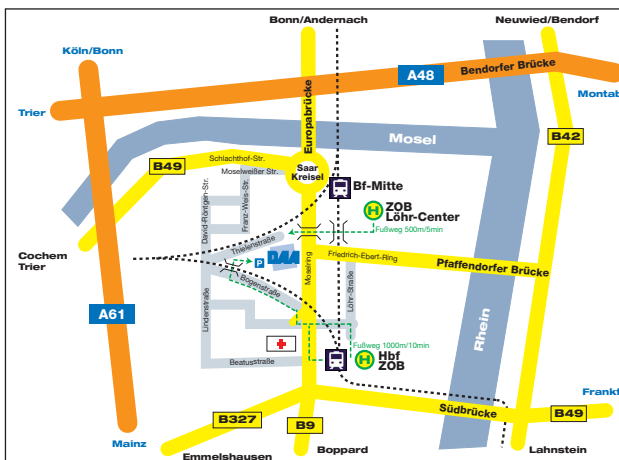 Bonn/Andernach
Neuwied/Bendorf
Köln/Bonn
A48
Bendorfer Brücke
Trier
Montab
Europabrücke
Mosel
B42
B49
Schlachthof-Str.
Moselweißer Str.
Saar
Kreisel
Bf-Mitte
David-Röntgen-Str.
Franz-Weis-Str.
H
ZOB
Löhr-Center
Fußweg 500m/5min
Thielenstraße
Cochem
Trier
P
DAA
Moselring
Friedrich-Ebert-Ring
Pfaffendorfer Brücke
Bogenstraße
Löhr-Straße
Rhein
A61
Lindenstraße
Fußweg 1000m/10min
Beatusstraße
H
Hbf
ZOB
Frankf
Südbrücke
B49
B327
B9
Mainz
Emmelshausen
Boppard
Lahnstein